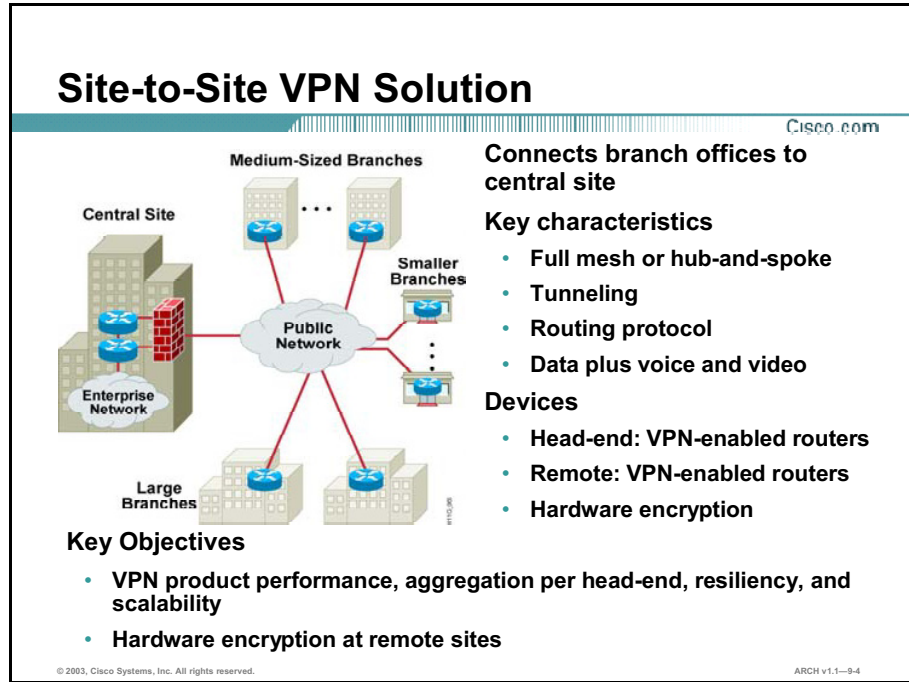 Site-to-Site VPN Solution
Cisco.com
Medium-Sized Branches
Central Site
Smaller
Branches
Public
Network
Enterprise
Network
Large
Branches
Connects branch offices to
central site
Key characteristics
• Full mesh or hub-and-spoke
• Tunneling
• Routing protocol
• Data plus voice and video
Devices
• Head-end: VPN-enabled routers
• Remote: VPN-enabled routers
• Hardware encryption
Key Objectives
• VPN product performance, aggregation per head-end, resiliency, and
scalability
• Hardware encryption at remote sites
© 2003, Cisco Systems, Inc. All rights reserved.
ARCH v1.1—9-4